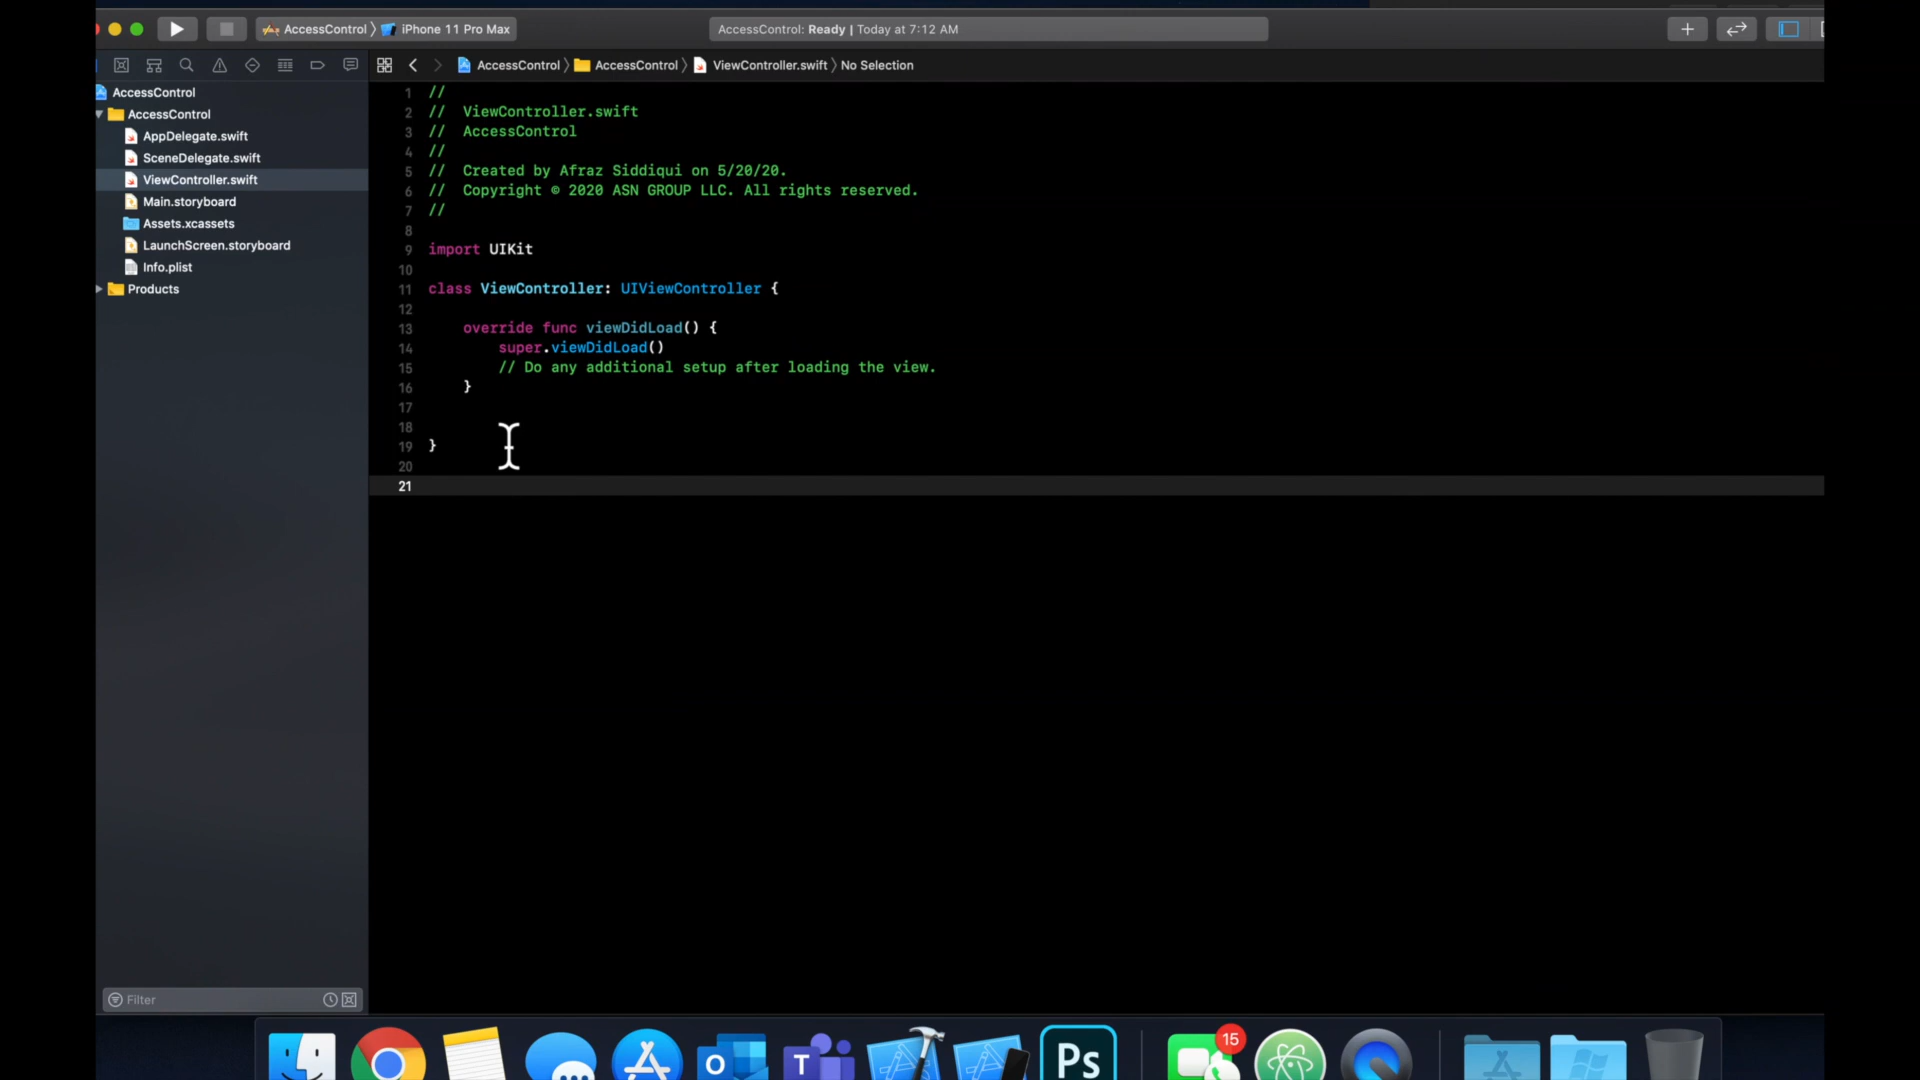 AccessControl iPhone 11 Pro Max
AccessControl: Ready | Today at 7:12 AM
AccessControl AccessControl ViewController.swift No Selection
AccessControl
AccessControl
AppDelegate.swift
SceneDelegate.swift
ViewController.swift
Main.storyboard
Assets.xcassets
LaunchScreen.storyboard
Info.plist
Products
Filter
1 //
2 //  ViewController.swift
3 //  AccessControl
4 //
5 //  Created by Afraz Siddiqui on 5/20/20.
6 //  Copyright © 2020 ASN GROUP LLC. All rights reserved.
7 //
8
9 import UIKit
10
11 class ViewController: UIViewController {
12
13     override func viewDidLoad() {
14         super.viewDidLoad()
15         // Do any additional setup after loading the view.
16     }
17
18
19 }
20
21
O T Ps 15